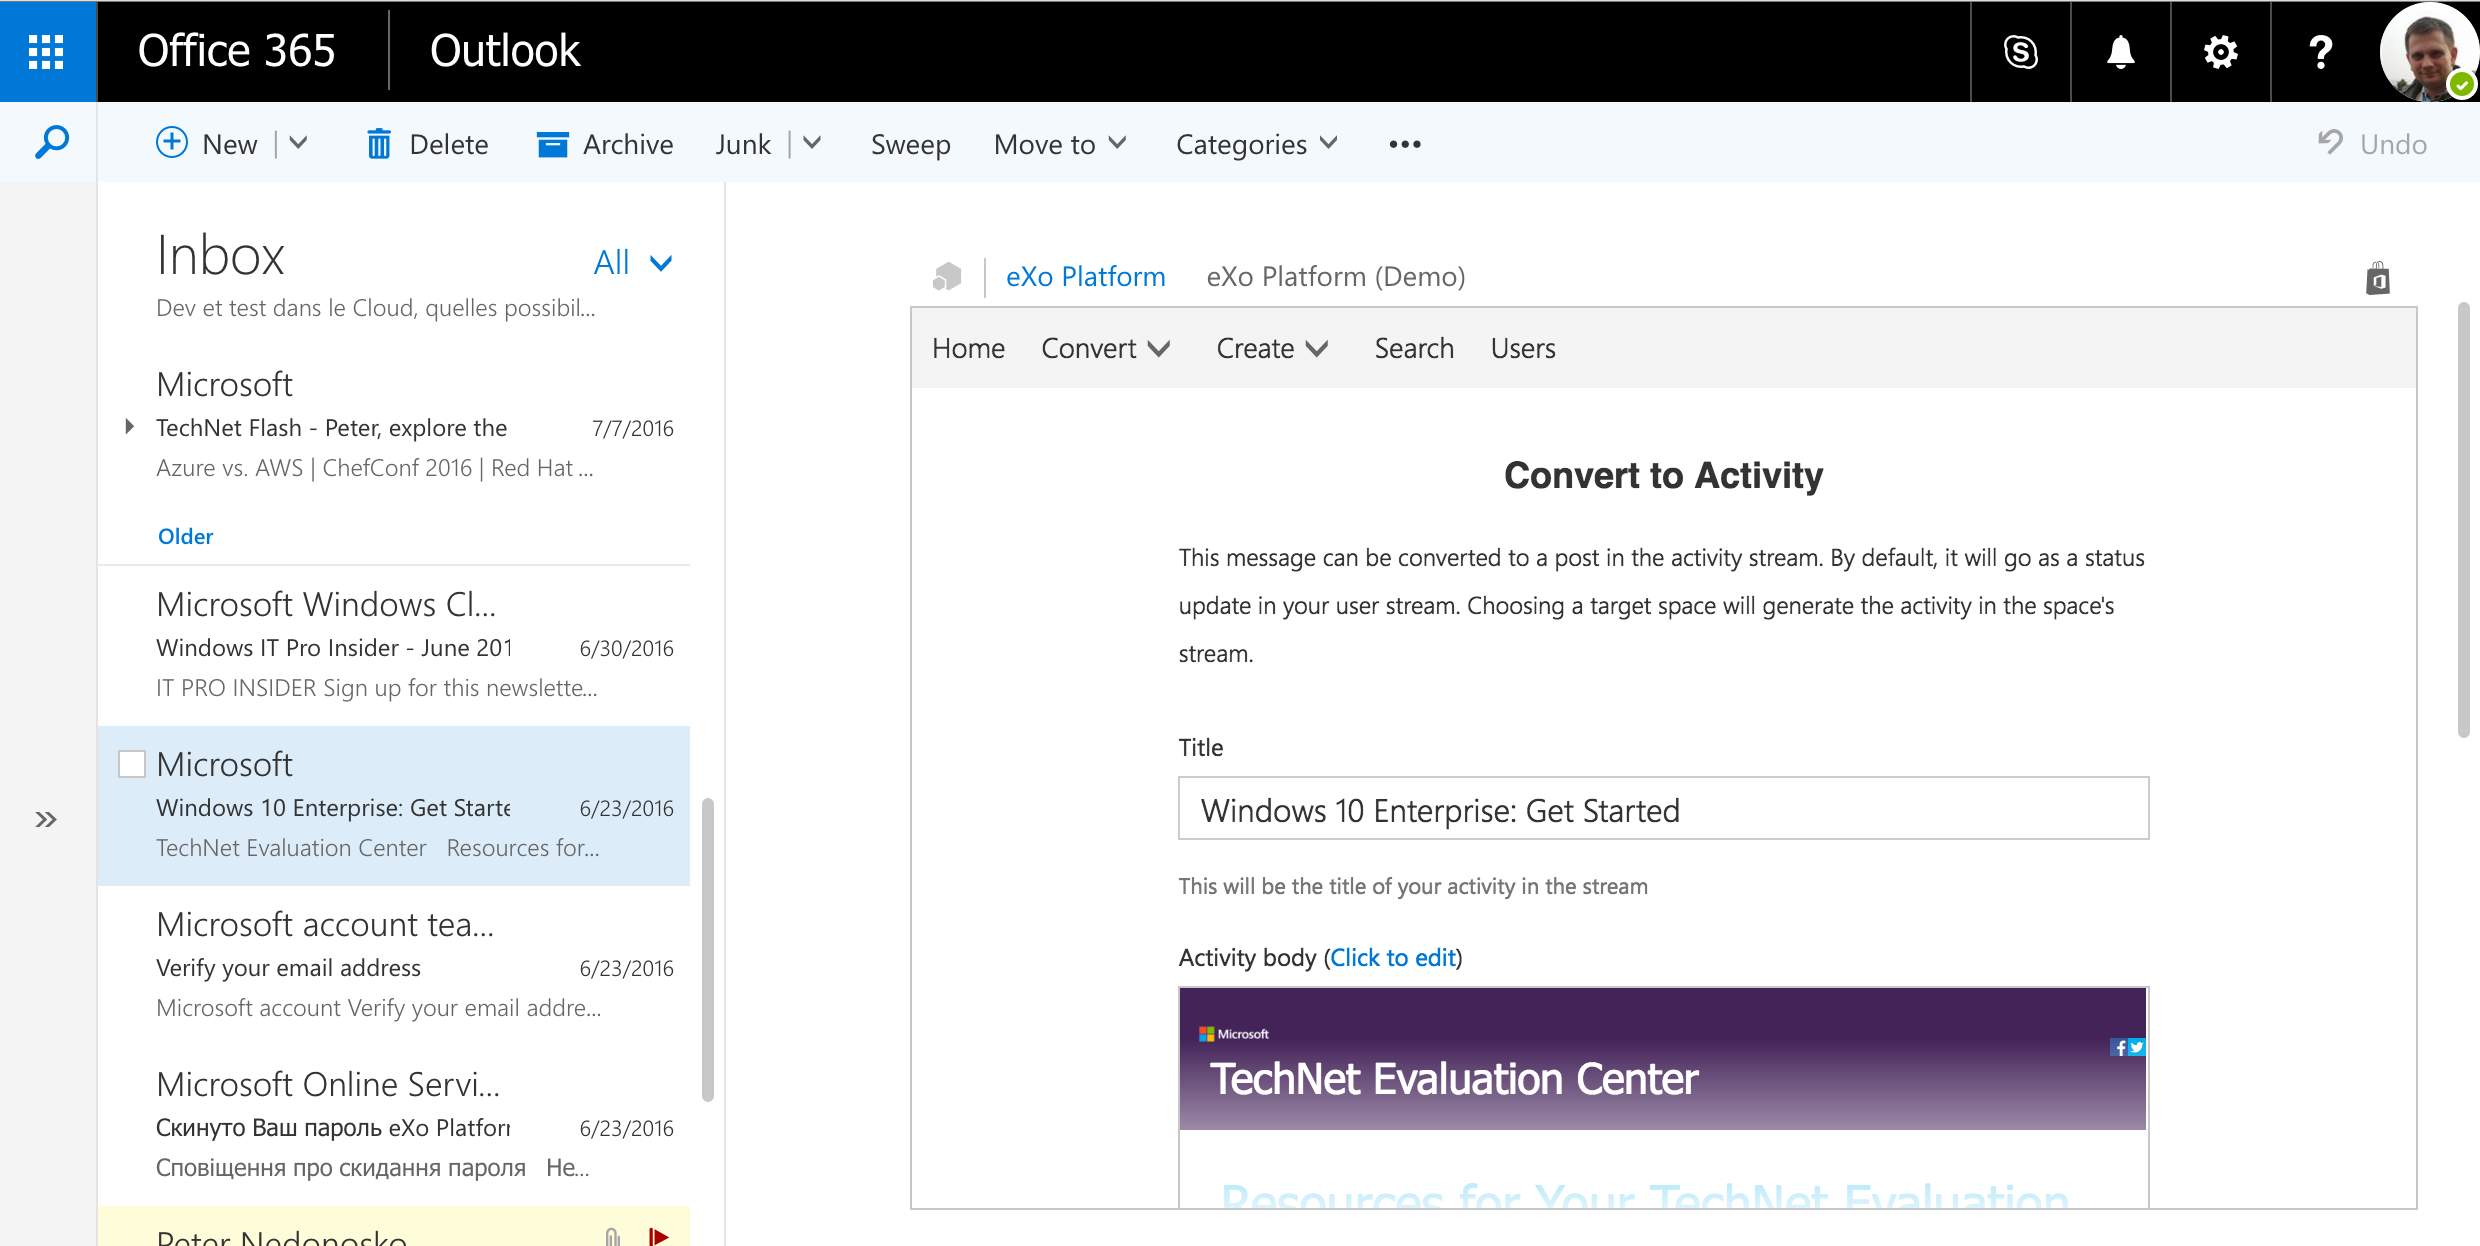 Office 365
Outlook
New
Delete
Archive
Junk
Sweep
Move to
Categories
•••
Undo
Inbox
All
Dev et test dans le Cloud, quelles possibil...
Microsoft
TechNet Flash - Peter, explore the
7/7/2016
Azure vs. AWS | ChefConf 2016 | Red Hat ...
Older
Microsoft Windows Cl...
Windows IT Pro Insider - June 201
6/30/2016
IT PRO INSIDER Sign up for this newslette...
Microsoft
Windows 10 Enterprise: Get Starte
6/23/2016
TechNet Evaluation Center Resources for...
Microsoft account tea...
Verify your email address
6/23/2016
Microsoft account Verify your email addre...
Microsoft Online Servi...
Скинуто Ваш пароль eXo Platforr
6/23/2016
Сповіщення про скидання пароля Не...
Peter Nedonosko
eXo Platform
eXo Platform (Demo)
Home
Convert
Create
Search
Users
Convert to Activity
This message can be converted to a post in the activity stream. By default, it will go as a status
update in your user stream. Choosing a target space will generate the activity in the space's
stream.
Title
Windows 10 Enterprise: Get Started
This will be the title of your activity in the stream
Activity body (Click to edit)
Microsoft
TechNet Evaluation Center
Resources for Your TechNet Evaluation